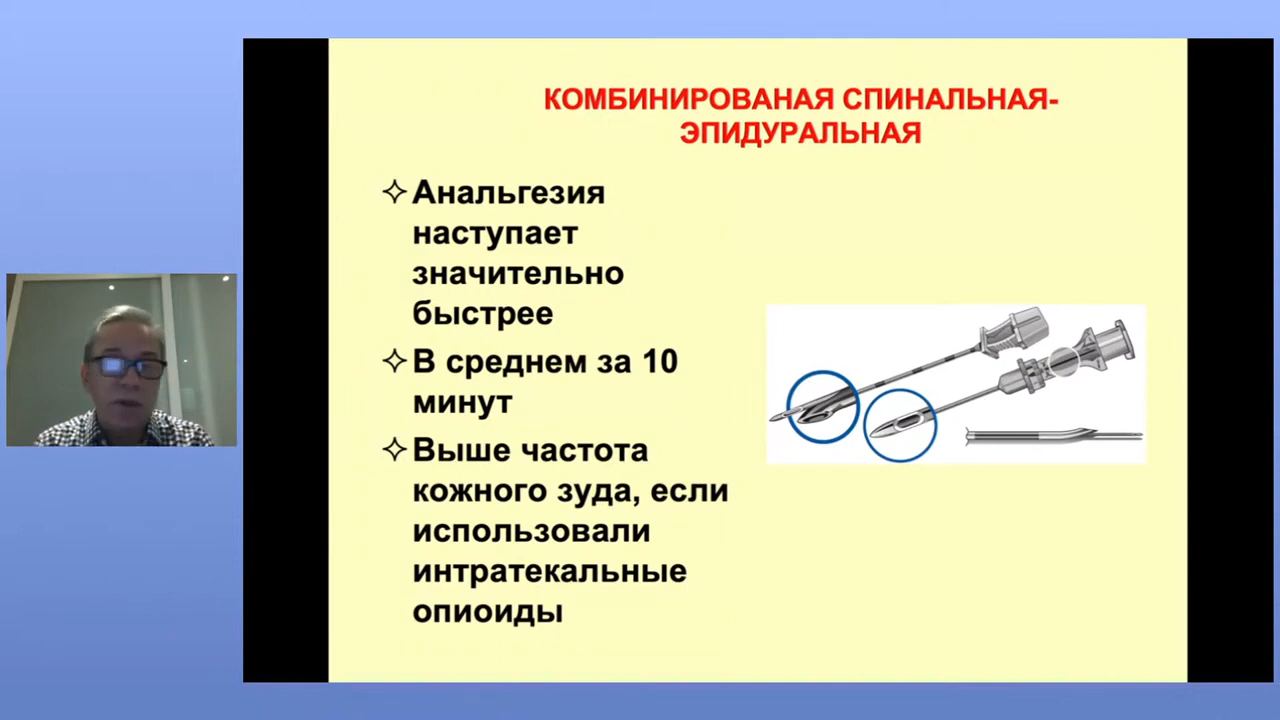 КОМБИНИРОВАНАЯ СПИНАЛЬНАЯ-
ЭПИДУРАЛЬНАЯ
Анальгезия
наступает
значительно
быстрее
В среднем за 10
минут
Выше частота
кожного зуда, если
использовали
интратекальные
опиоиды